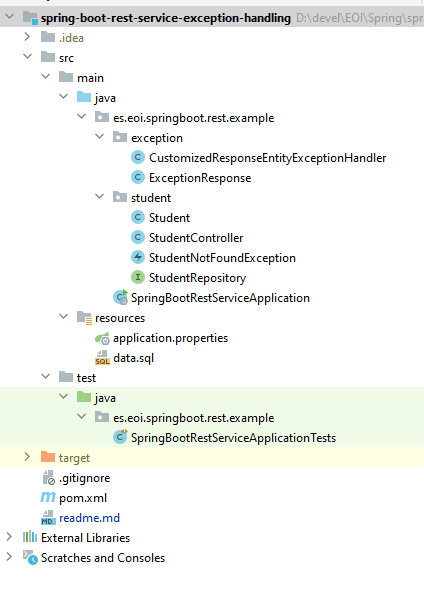 spring-boot-rest-service-exception-handling D:\devel\EOI\Spring\spr
.idea
src
main
java
es.eoi.springboot.rest.example
exception
CustomizedResponseEntityExceptionHandler
ExceptionResponse
student
Student
StudentController
StudentNotFoundException
StudentRepository
SpringBootRestServiceApplication
resources
application.properties
data.sql
test
java
es.eoi.springboot.rest.example
SpringBootRestServiceApplicationTests
target
.gitignore
pom.xml
readme.md
External Libraries
Scratches and Consoles